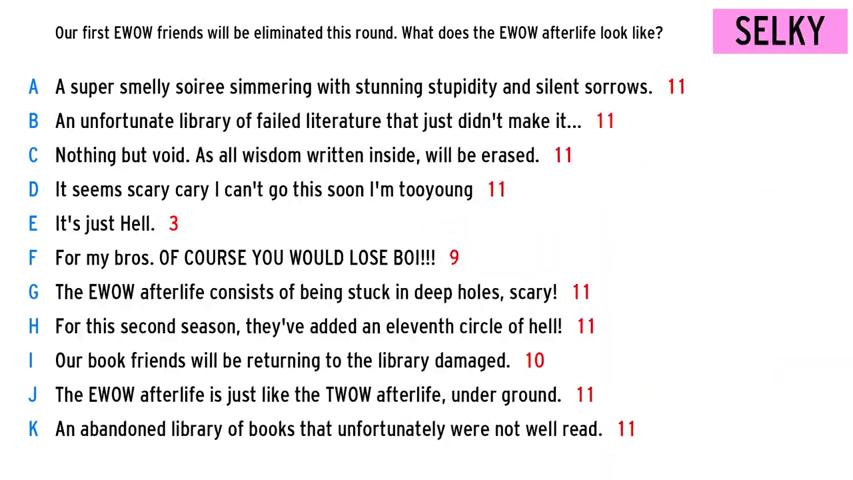 Our first EWOW friends will be eliminated this round. What does the EWOW afterlife look like?
SELKY
A A super smelly soiree simmering with stunning stupidity and silent sorrows. 11
B An unfortunate library of failed literature that just didn't make it... 11
C Nothing but void. As all wisdom written inside, will be erased. 11
D It seems scary cary I can't go this soon I'm tooyoung 11
E It's just Hell. 3
F For my bros. OF COURSE YOU WOULD LOSE BOI!!! 9
G The EWOW afterlife consists of being stuck in deep holes, scary! 11
H For this second season, they've added an eleventh circle of hell! 11
I Our book friends will be returning to the library damaged. 10
J The EWOW afterlife is just like the TWOW afterlife, under ground. 11
K An abandoned library of books that unfortunately were not well read. 11